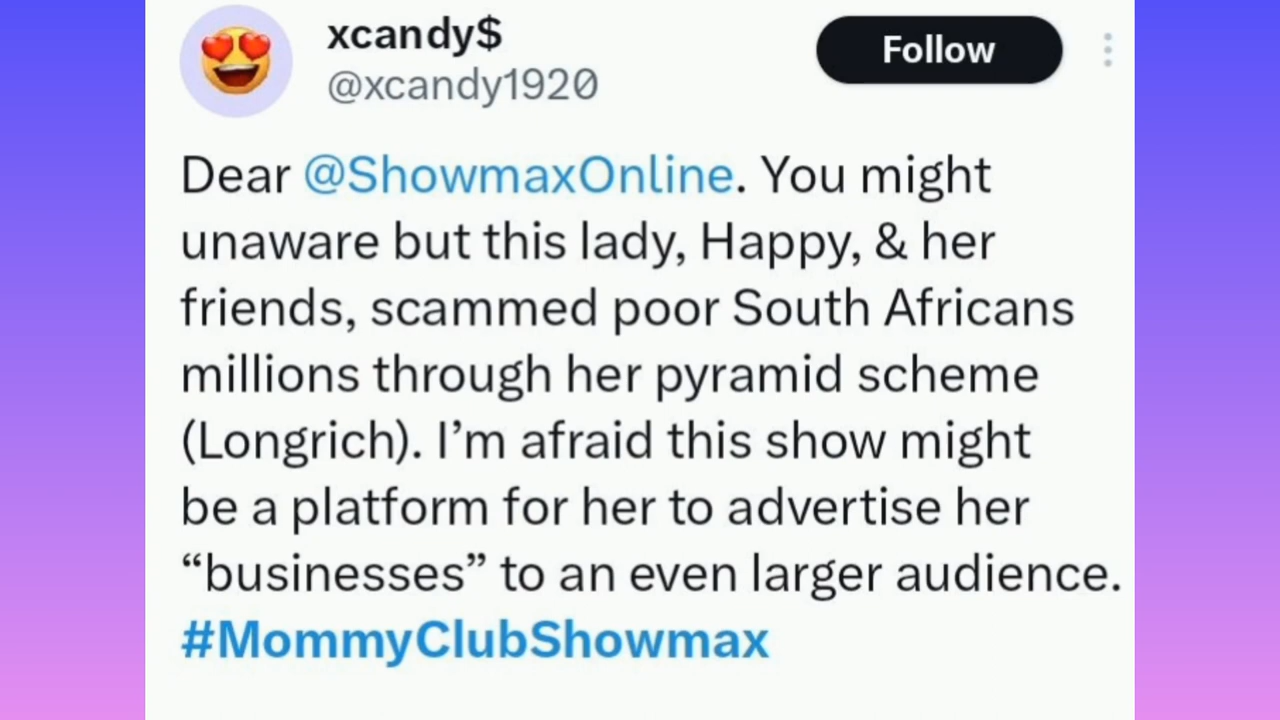 xcandy$
@xcandy1920
Follow
Dear @ShowmaxOnline. You might
unaware but this lady, Happy, & her
friends, scammed poor South Africans
millions through her pyramid scheme
(Longrich). I’m afraid this show might
be a platform for her to advertise her
“businesses” to an even larger audience.
#MommyClubShowmax